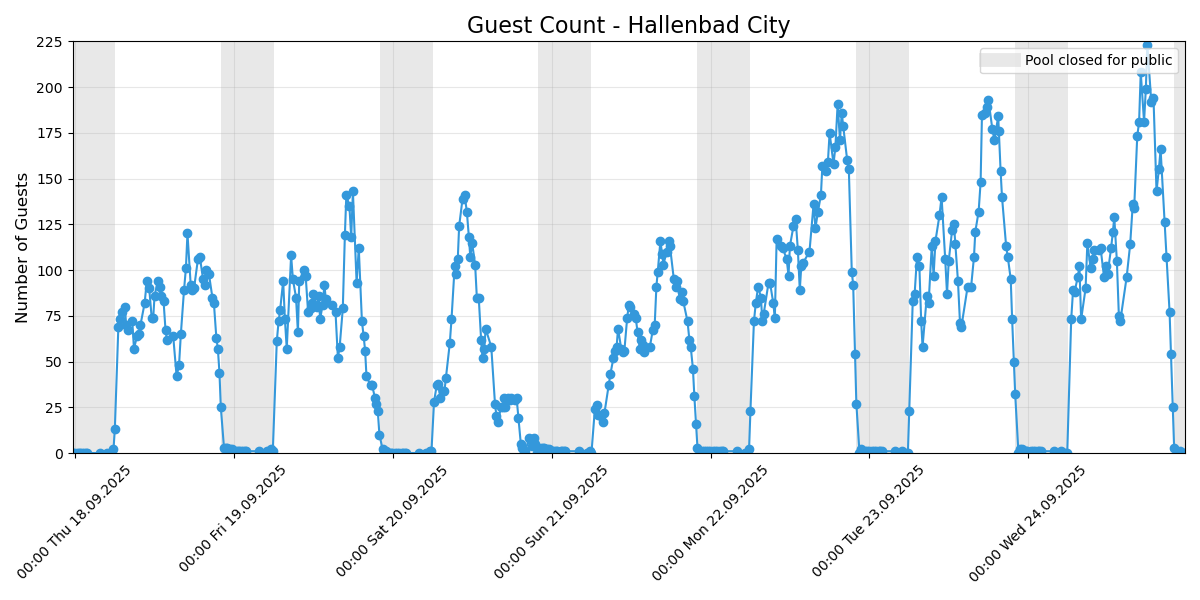 Guest Count - Hallenbad City
Pool closed for public
Number of Guests
225
200
175
150
125
100
75
50
25
0
00:00 Thu 18.09.2025
00:00 Fri 19.09.2025
00:00 Sat 20.09.2025
00:00 Sun 21.09.2025
00:00 Mon 22.09.2025
00:00 Tue 23.09.2025
00:00 Wed 24.09.2025